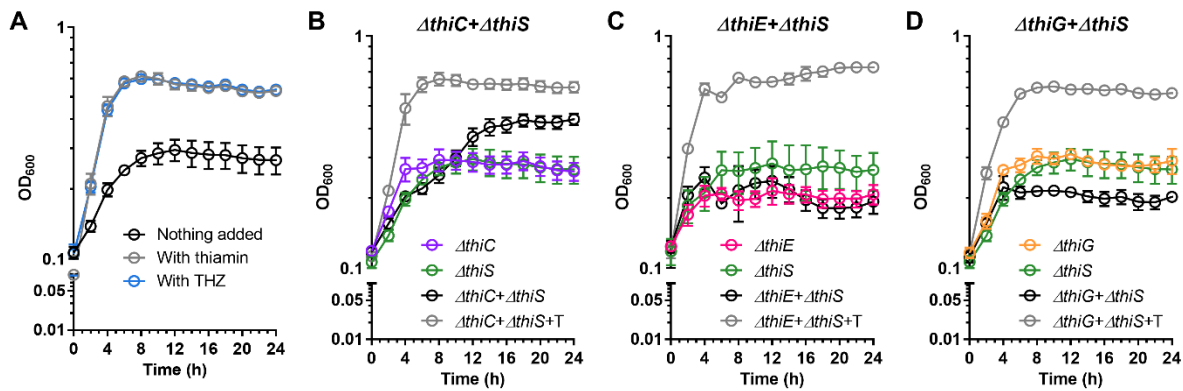 A
OD600
1
0.1
0.05
0.01
Nothing added
With thiamin
With THZ
0 4 8 12 16 20 24
Time (h)
B
ΔthiC+ΔthiS
OD600
1
0.1
0.05
0.01
ΔthiC
ΔthiS
ΔthiC+ΔthiS
ΔthiC+ΔthiS+T
0 4 8 12 16 20 24
Time (h)
C
ΔthiE+ΔthiS
OD600
1
0.1
0.05
0.01
ΔthiE
ΔthiS
ΔthiE+ΔthiS
ΔthiE+ΔthiS+T
0 4 8 12 16 20 24
Time (h)
D
ΔthiG+ΔthiS
OD600
1
0.1
0.05
0.01
ΔthiG
ΔthiS
ΔthiG+ΔthiS
ΔthiG+ΔthiS+T
0 4 8 12 16 20 24
Time (h)